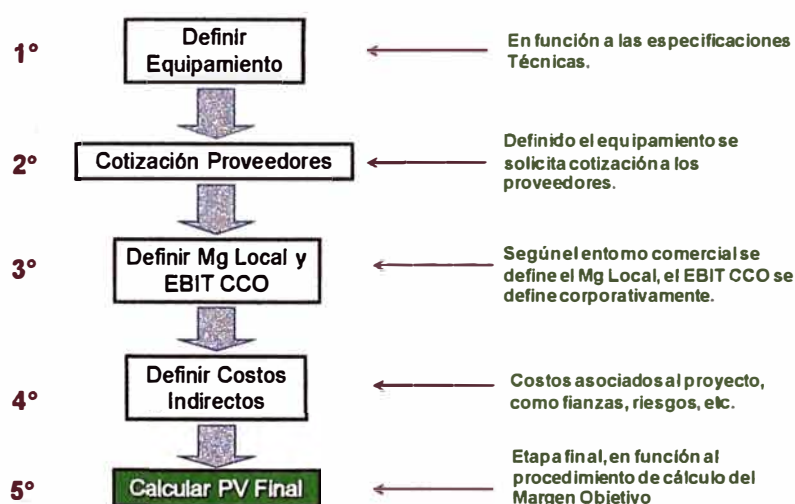 1°
Definir
Equipamiento
En función a las especificaciones
Técnicas.
2°
Cotización Proveedores
Definido el equipamiento se
solicita cotización a los
proveedores.
3°
Definir Mg Local y
EBIT CCO
Según el entorno comercial se
define el Mg Local, el EBIT CCO se
define corporativamente.
4°
Definir Costos
Indirectos
Costos asociados al proyecto,
como fianzas, riesgos, etc.
5°
Calcular PV Final
Etapa final, en función al
procedimiento de cálculo del
Margen Objetivo